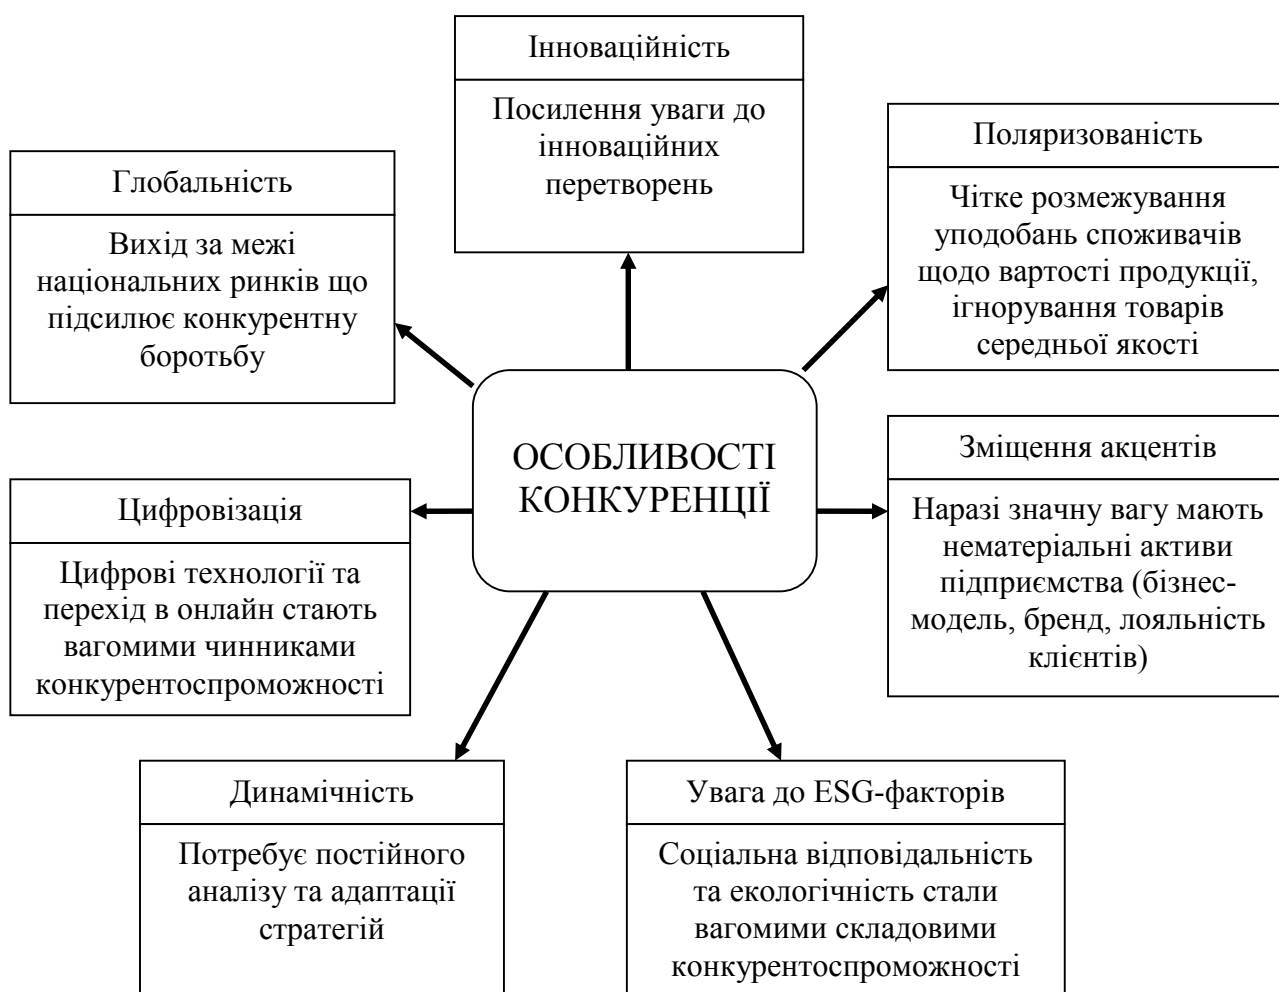 Інноваційність
Посилення уваги до
інноваційних
перетворень
Поляризованість
Чітке розмежування
уподобань споживачів
щодо вартості продукції,
ігнорування товарів
середньої якості
Глобальність
Вихід за межі
національних ринків що
підсилює конкурентну
боротьбу
ОСОБЛИВОСТІ
КОНКУРЕНЦІЇ
Зміщення акцентів
Наразі значну вагу мають
нематеріальні активи
підприємства (бізнес-
модель, бренд, лояльність
клієнтів)
Цифровізація
Цифрові технології та
перехід в онлайн стають
вагомими чинниками
конкурентоспроможності
Динамічність
Потребує постійного
аналізу та адаптації
стратегій
Увага до ESG-факторів
Соціальна відповідальність
та екологічність стали
вагомими складовими
конкурентоспроможності